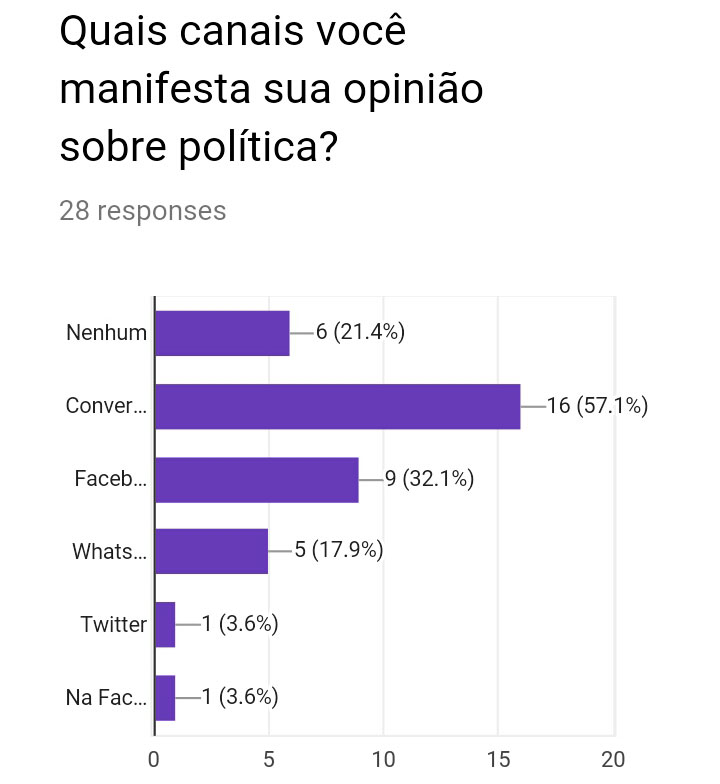 Quais canais você
manifesta sua opinião
sobre política?
28 responses
Nenhum 6 (21.4%)
Conver... 16 (57.1%)
Faceb... 9 (32.1%)
Whats... 5 (17.9%)
Twitter 1 (3.6%)
Na Fac... 1 (3.6%)
0 5 10 15 20